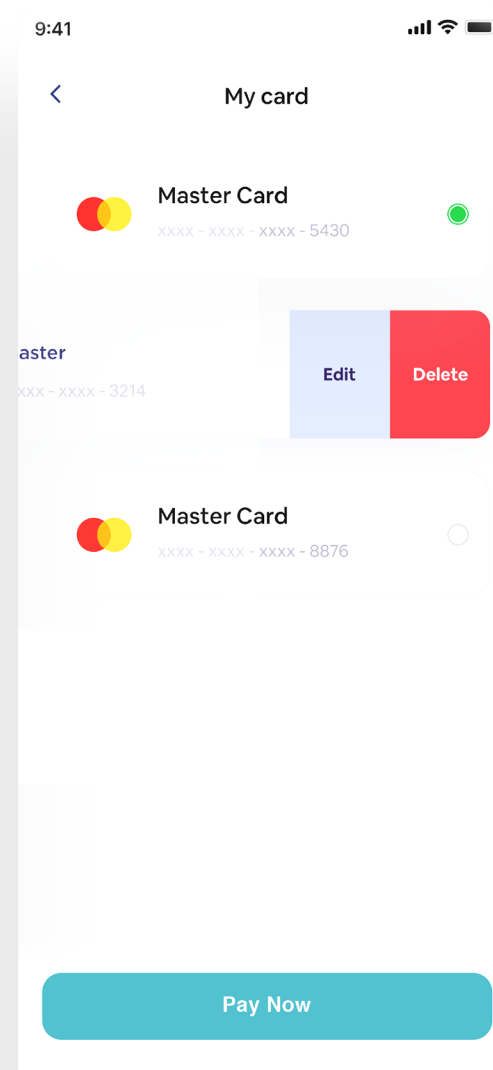 9:41
My card
Master Card
xxxx - xxxx - xxxx - 5430
aster
xxx - xxxx - 3214
Edit
Delete
Master Card
xxxx - xxxx - xxxx - 8876
Pay Now